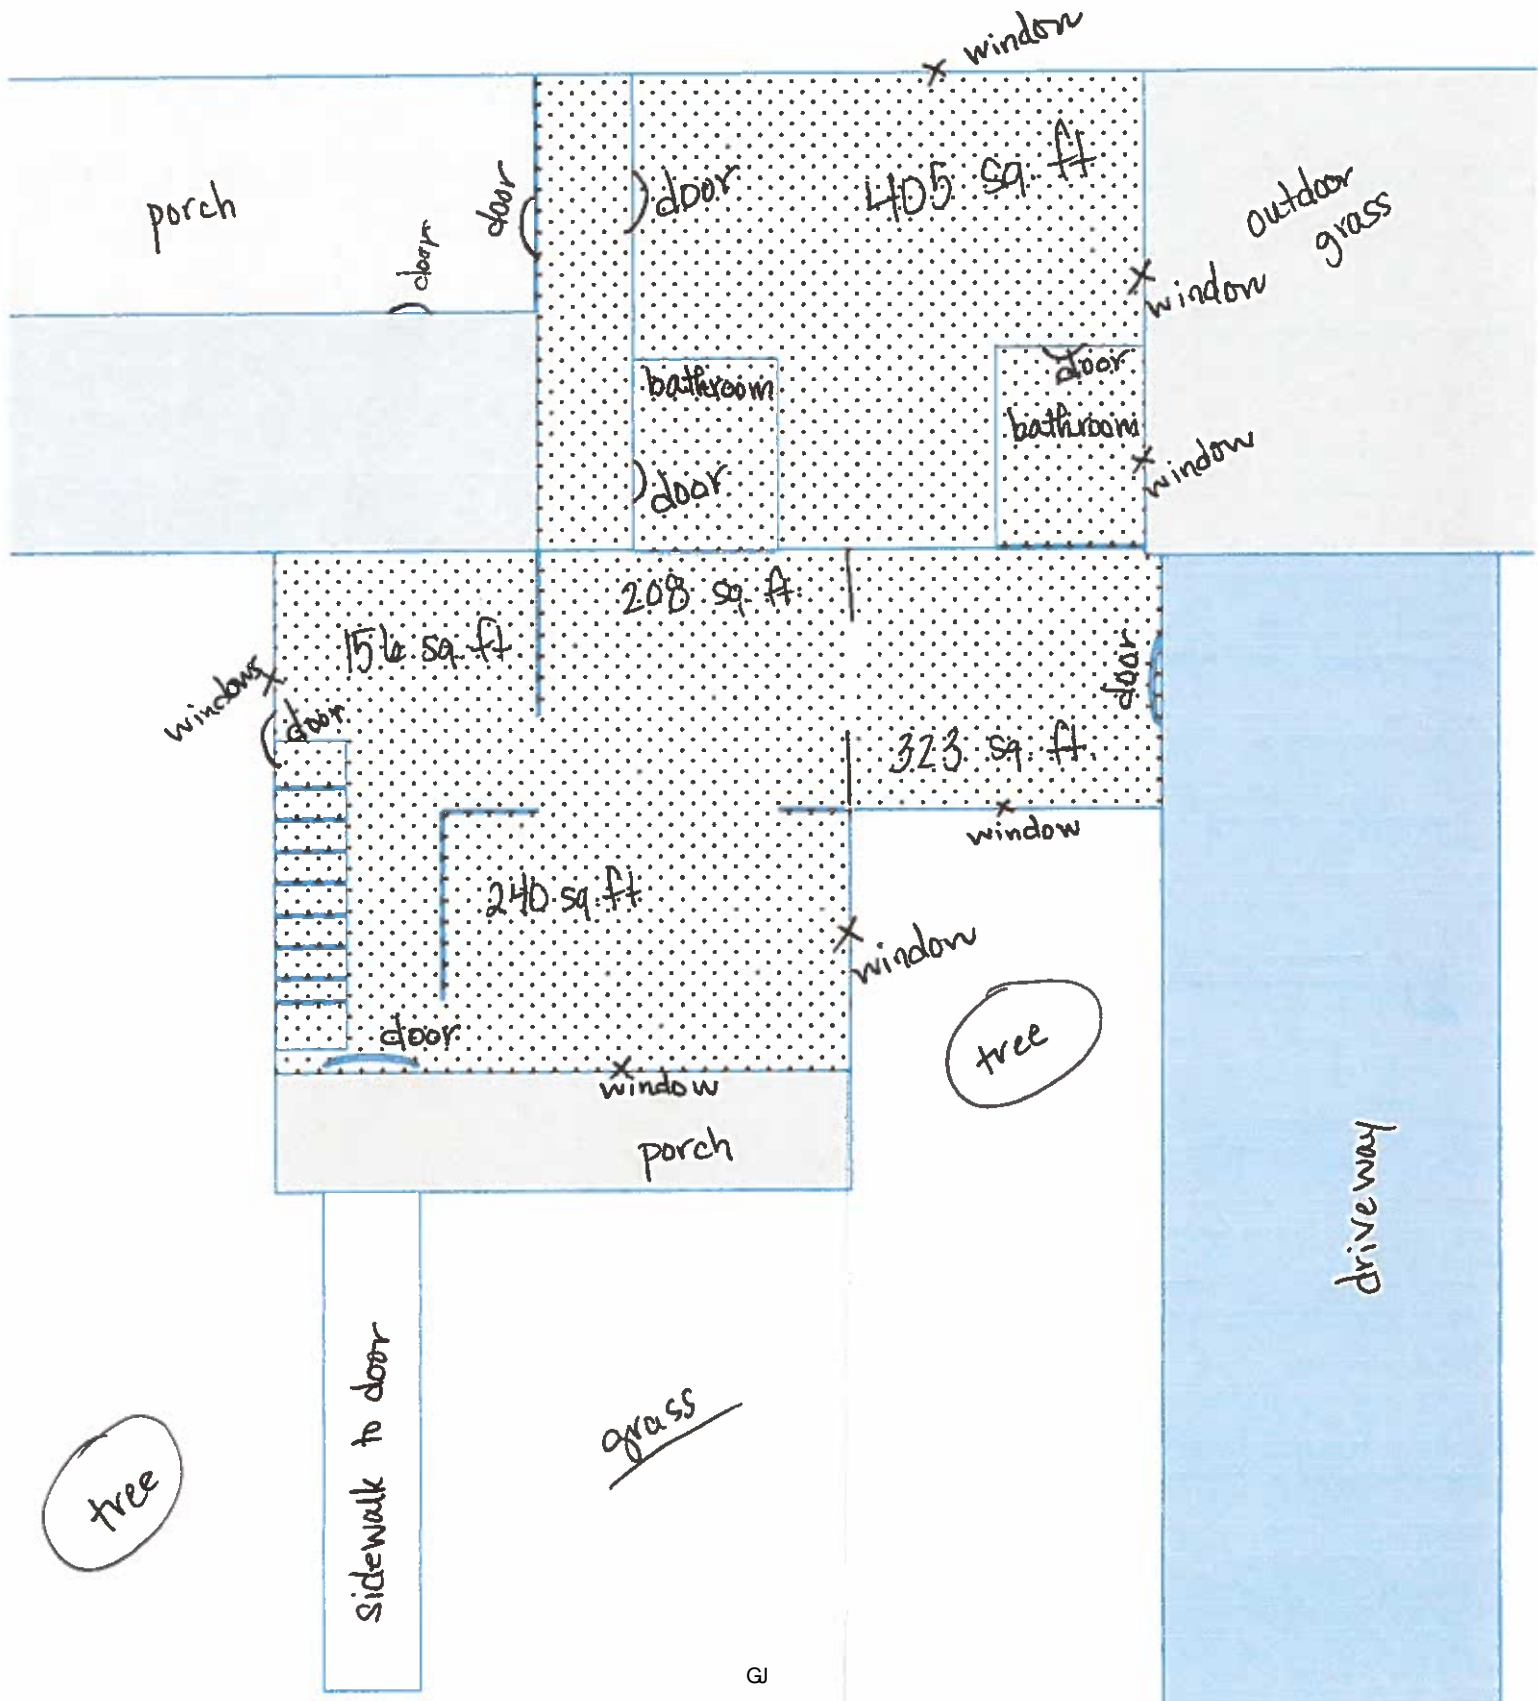 window
porch
door
door
door
405 sq. ft
outdoor
grass
window
bathroom
door
door
bathroom
window
208 sq. ft.
156 sq. ft.
windows
door
door
323 sq. ft.
window
240 sq. ft
window
door
window
tree
porch
driveway
sidewalk to door
grass
tree
GJ